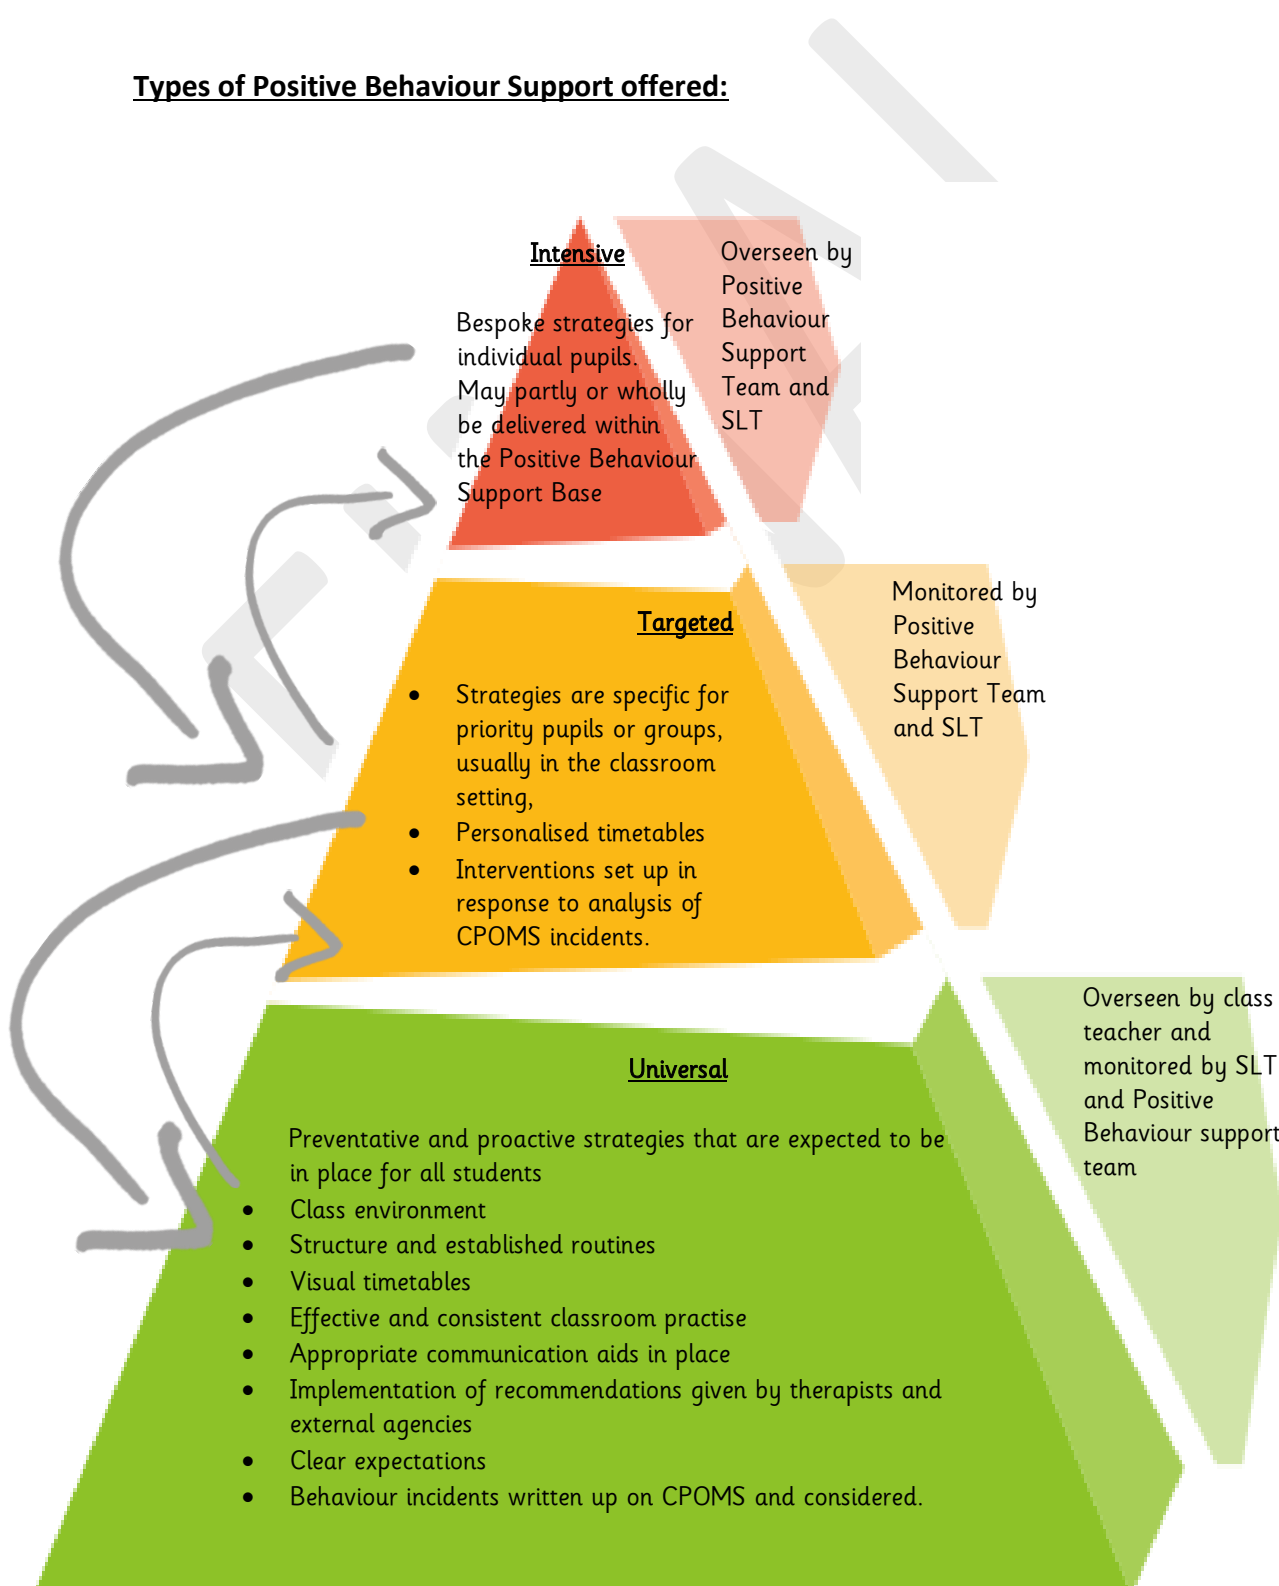 Types of Positive Behaviour Support offered:
Intensive
Bespoke strategies for
individual pupils.
May partly or wholly
be delivered within
the Positive Behaviour
Support Base
Overseen by
Positive
Behaviour
Support
Team and
SLT
Targeted
• Strategies are specific for
priority pupils or groups,
usually in the classroom
setting,
• Personalised timetables
• Interventions set up in
response to analysis of
CPOMS incidents.
Monitored by
Positive
Behaviour
Support Team
and SLT
Universal
Preventative and proactive strategies that are expected to be
in place for all students
• Class environment
• Structure and established routines
• Visual timetables
• Effective and consistent classroom practise
• Appropriate communication aids in place
• Implementation of recommendations given by therapists and
external agencies
• Clear expectations
• Behaviour incidents written up on CPOMS and considered.
Overseen by class
teacher and
monitored by SLT
and Positive
Behaviour support
team